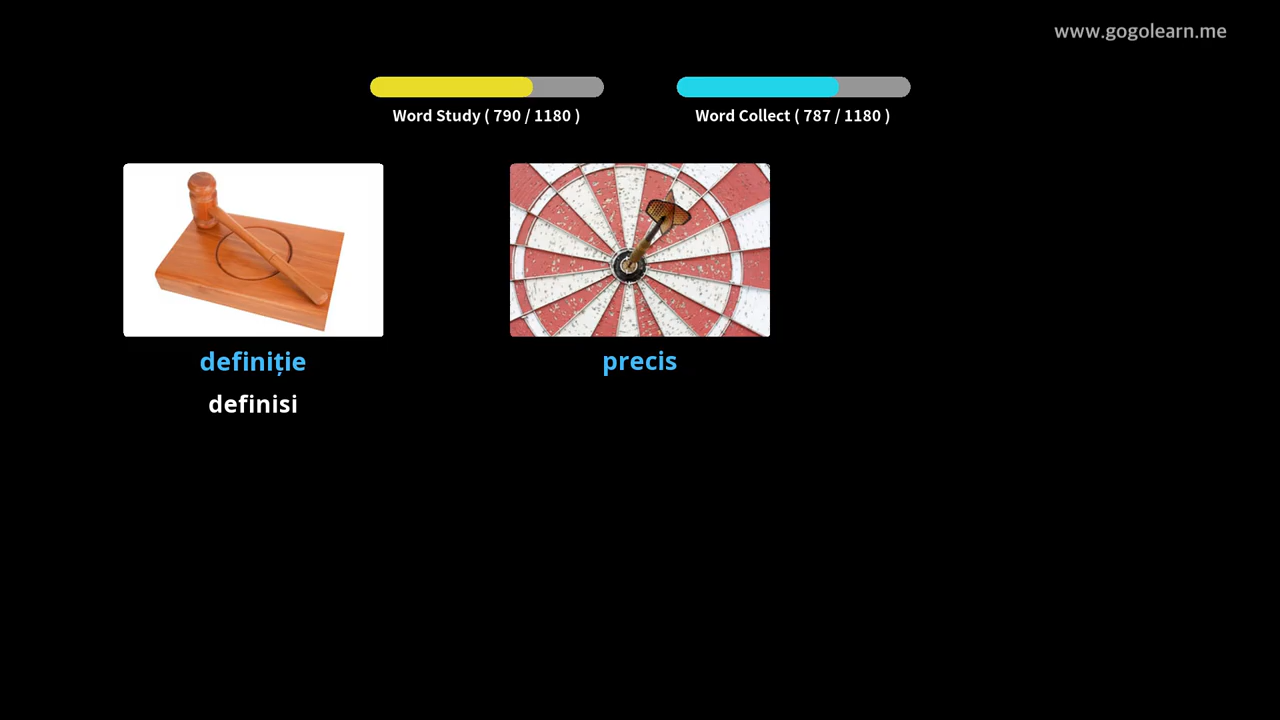 www.gogolearn.me
Word Study ( 790 / 1180 )
Word Collect ( 787 / 1180 )
definiție
precis
definisi